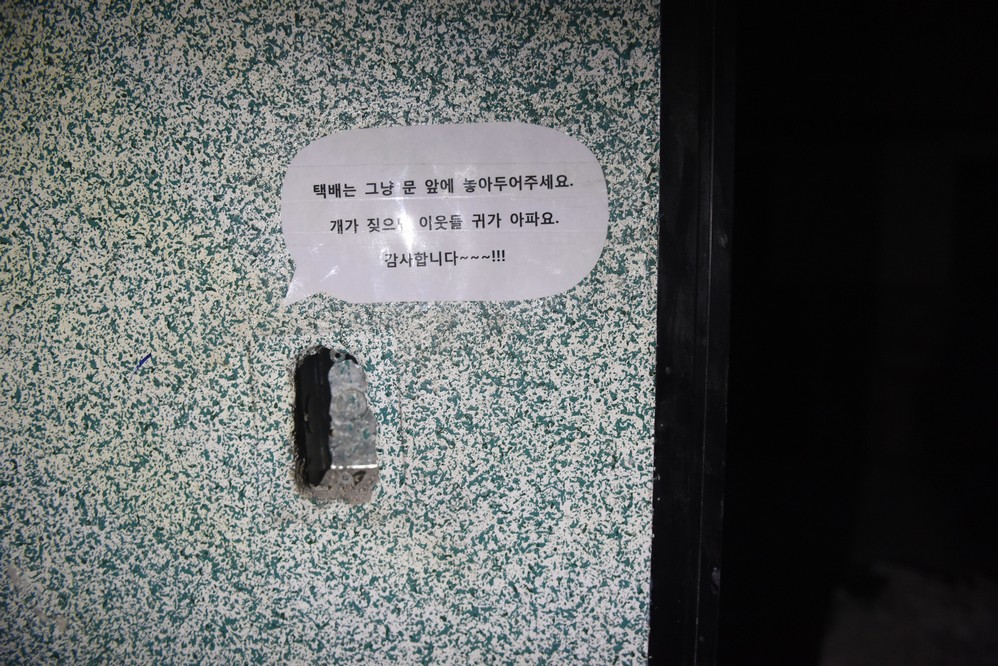 택배는 그냥 문 앞에 놓아두어주세요.
개가 짖으면 이웃들 귀가 아파요.
감사합니다~~~!!!